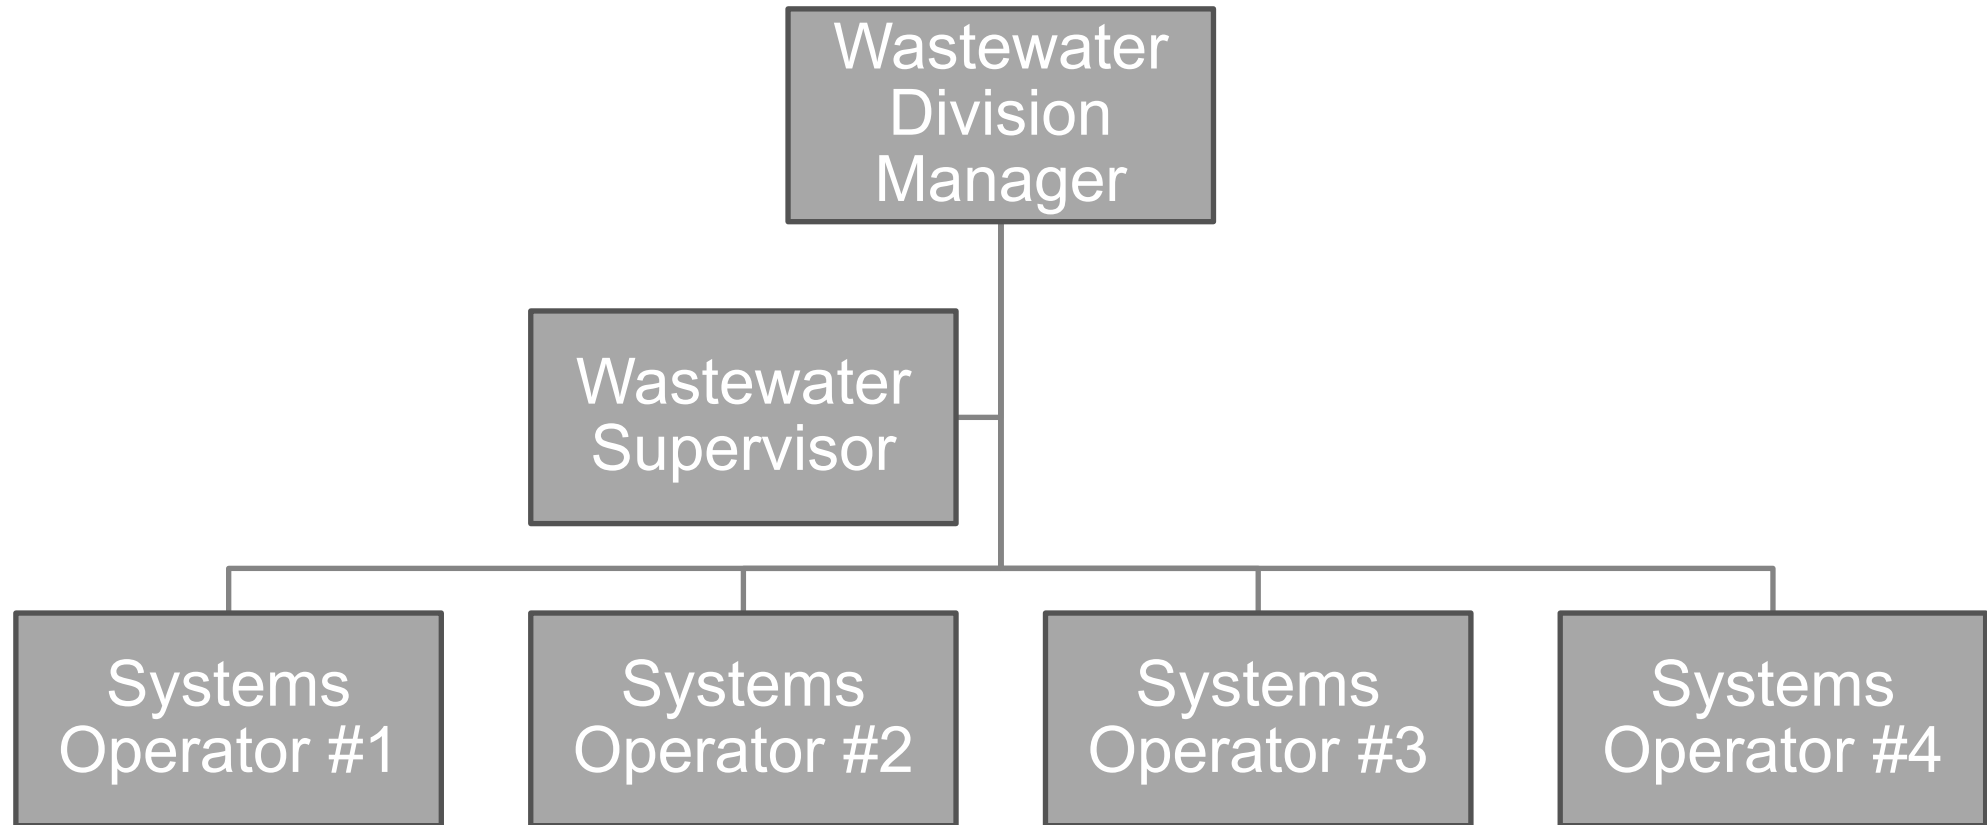 Wastewater
Division
Manager
Wastewater
Supervisor
Systems
Operator #1
Systems
Operator #2
Systems
Operator #3
Systems
Operator #4